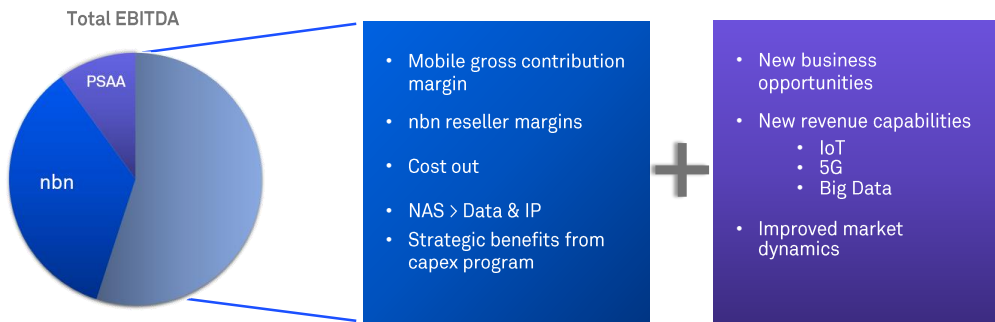 Total EBITDA
PSAA
nbn
• Mobile gross contribution
margin
• nbn reseller margins
• Cost out
• NAS > Data & IP
• Strategic benefits from
capex program
• New business
opportunities
• New revenue capabilities
• IoT
• 5G
• Big Data
• Improved market
dynamics